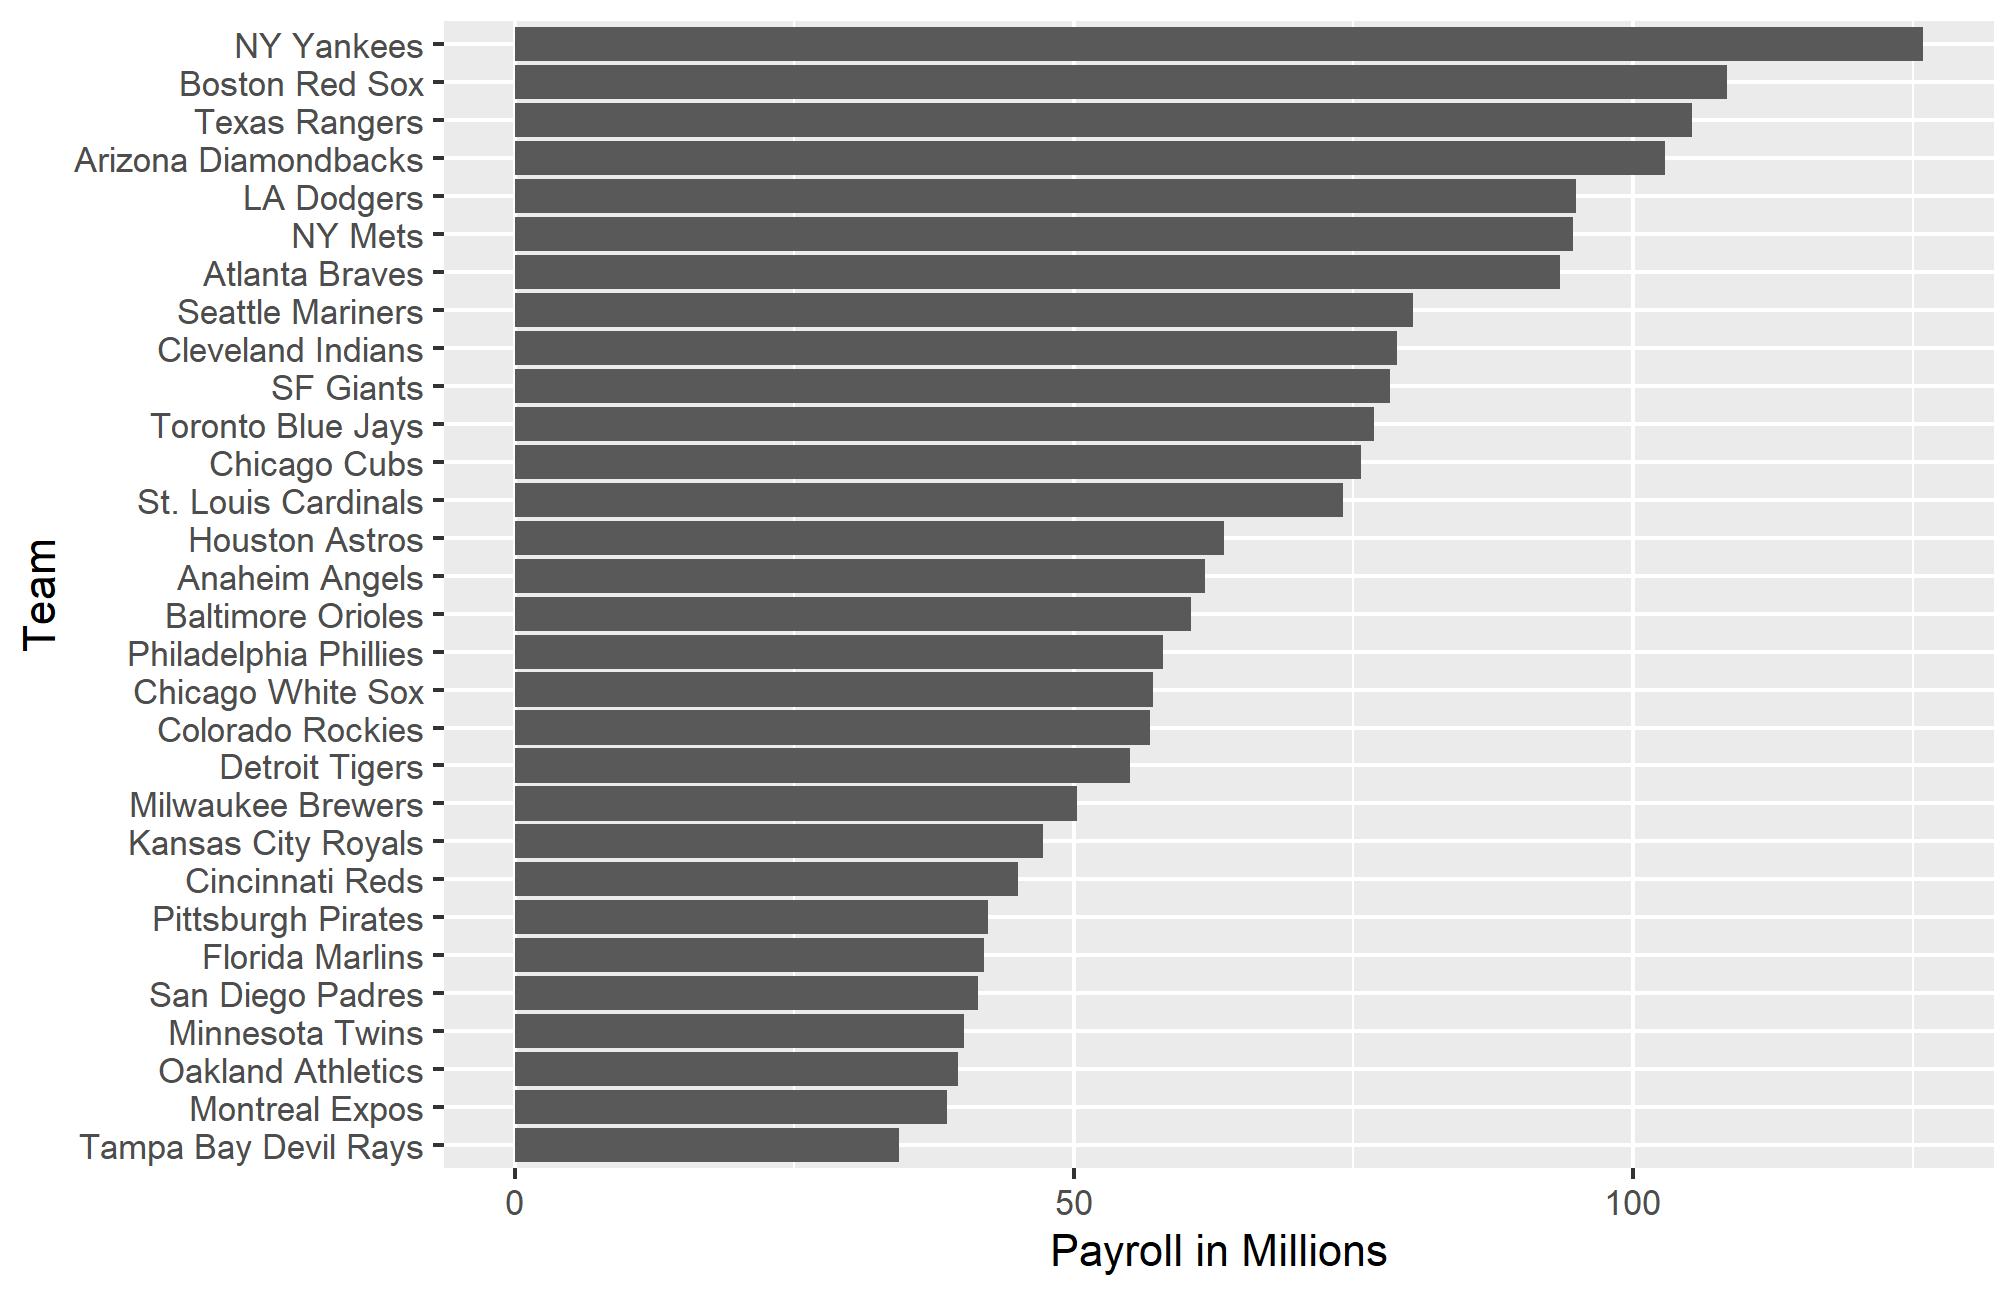 NY Yankees
Boston Red Sox
Texas Rangers
Arizona Diamondbacks
LA Dodgers
NY Mets
Atlanta Braves
Seattle Mariners
Cleveland Indians
SF Giants
Toronto Blue Jays
Chicago Cubs
St. Louis Cardinals
Houston Astros
Anaheim Angels
Baltimore Orioles
Philadelphia Phillies
Chicago White Sox
Colorado Rockies
Detroit Tigers
Milwaukee Brewers
Kansas City Royals
Cincinnati Reds
Pittsburgh Pirates
Florida Marlins
San Diego Padres
Minnesota Twins
Oakland Athletics
Montreal Expos
Tampa Bay Devil Rays
Team
0 50 100
Payroll in Millions